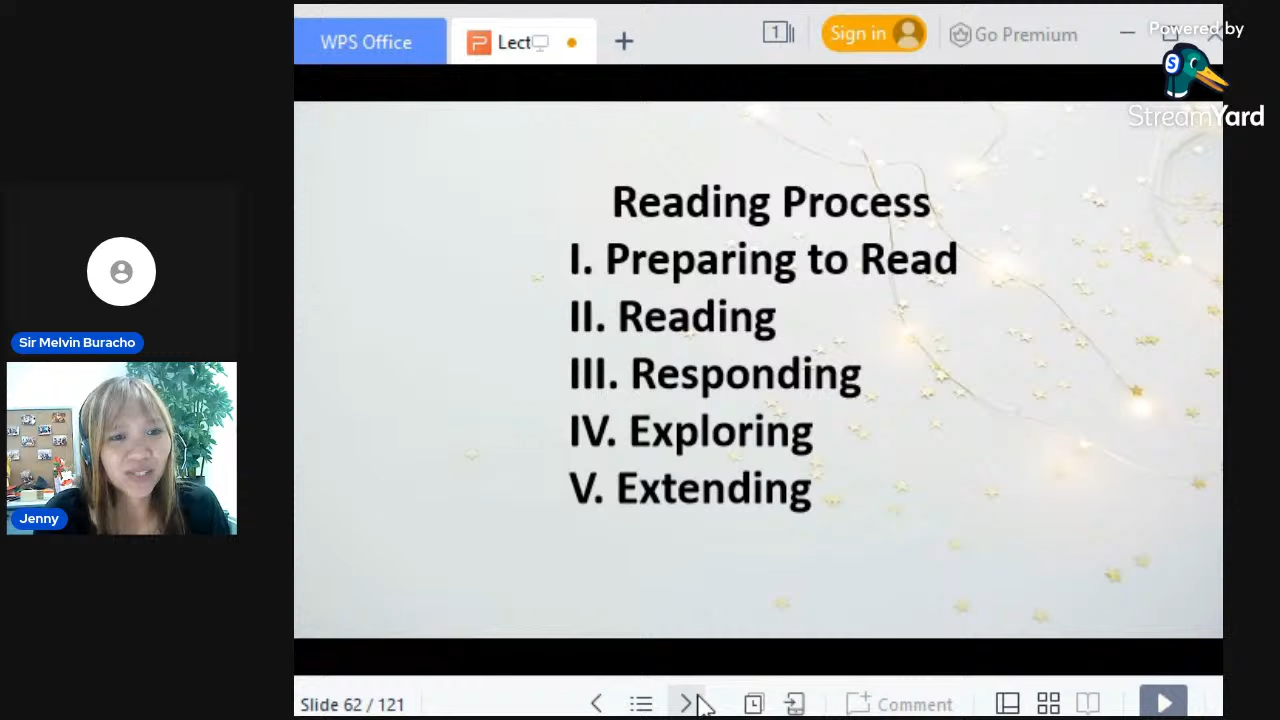 WPS Office
Lect
1
Sign in
Go Premium
Powered by
StreamYard
Reading Process
I. Preparing to Read
II. Reading
III. Responding
IV. Exploring
V. Extending
Sir Melvin Buracho
Jenny
Slide 62 / 121
Comment